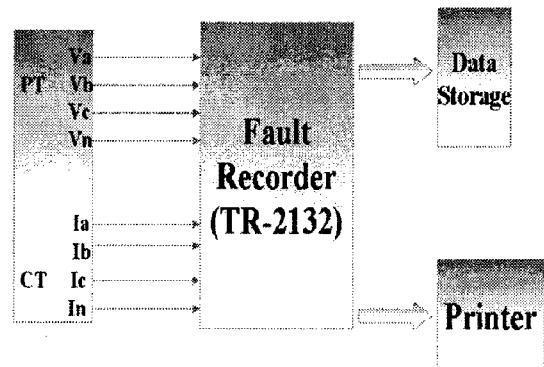 Va
PT Vb
Vc
Vn
Ia
Ib
CT Ic
In
Fault
Recorder
(TR-2132)
Data
Storage
Printer